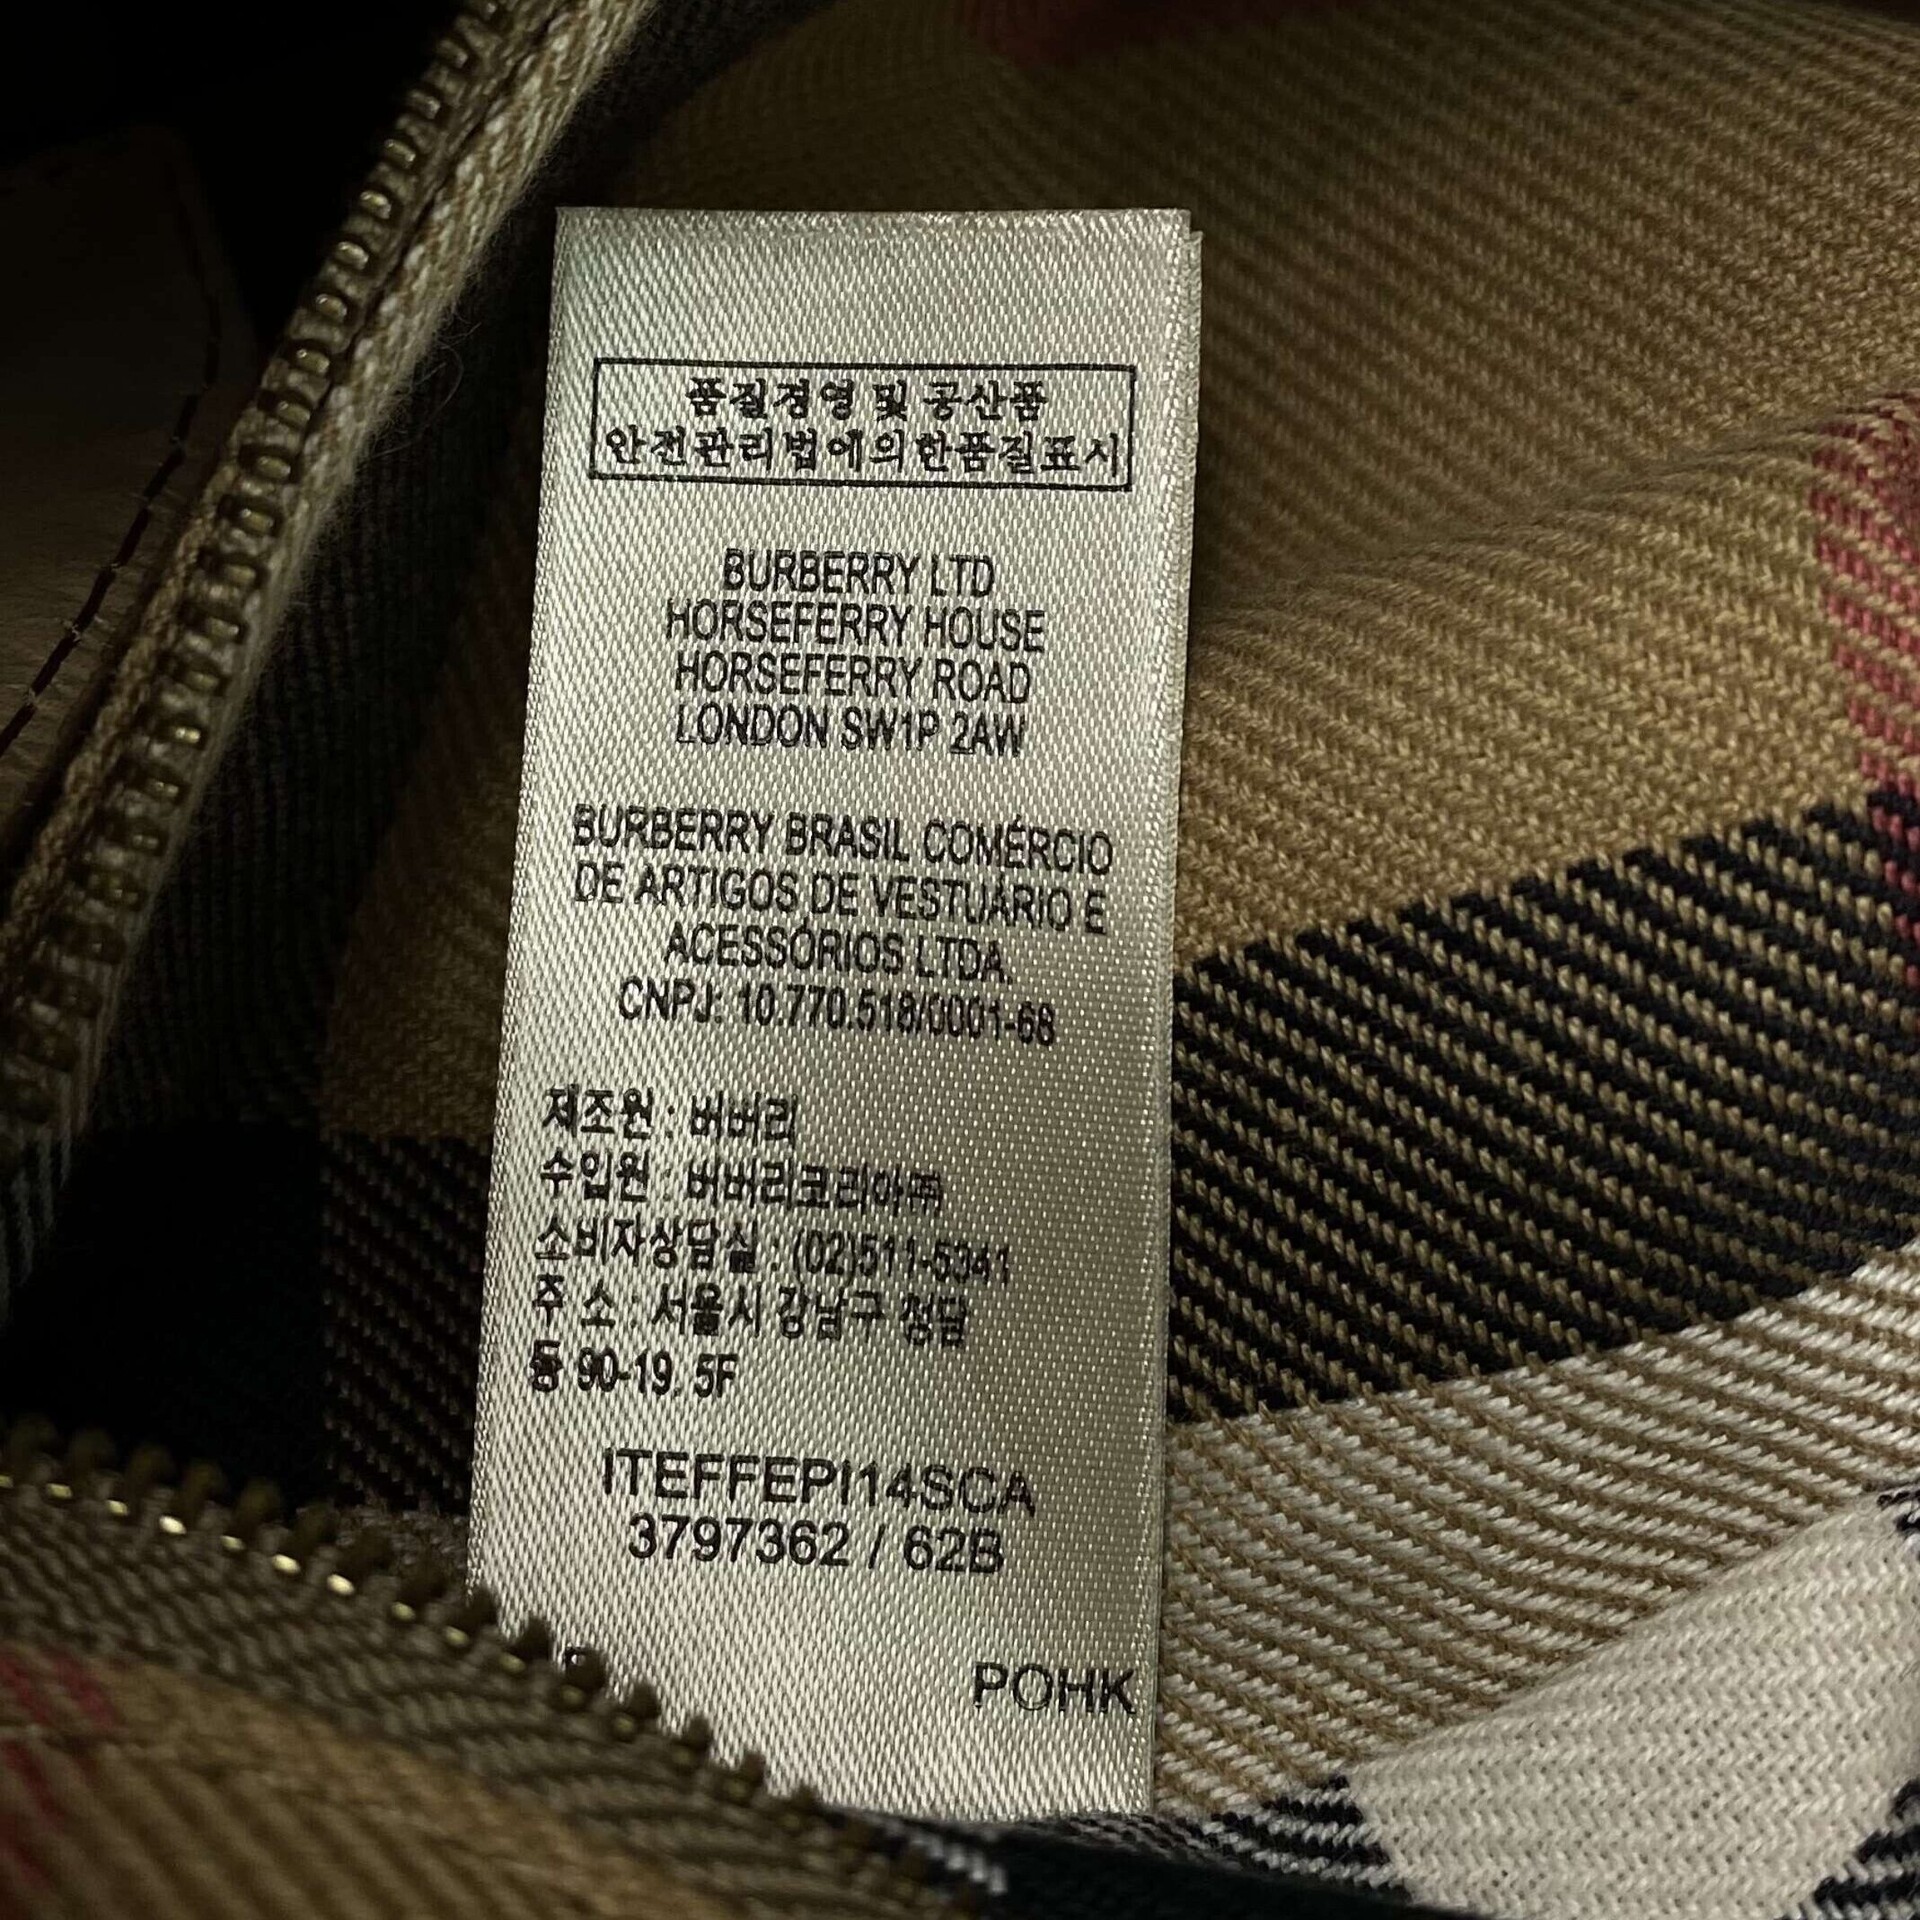 품질경영 및 공산품
안전관리법에의한품질표시
BURBERRY LTD
HORSEFERRY HOUSE
HORSEFERRY ROAD
LONDON SW1P 2AW
BURBERRY BRASIL COMÉRCIO
DE ARTIGOS DE VESTUÁRIO E
ACESSÓRIOS LTDA.
CNPJ: 10.770.518/0001-68
제조원 : 버버리
수입원 : 버버리코리아㈜
소비자상담실 : (02)511-5341
주 소 : 서울시 강남구 청담
동 90-19. 5F
ITEFFEPI14SCA
3797362 / 62B
POHK